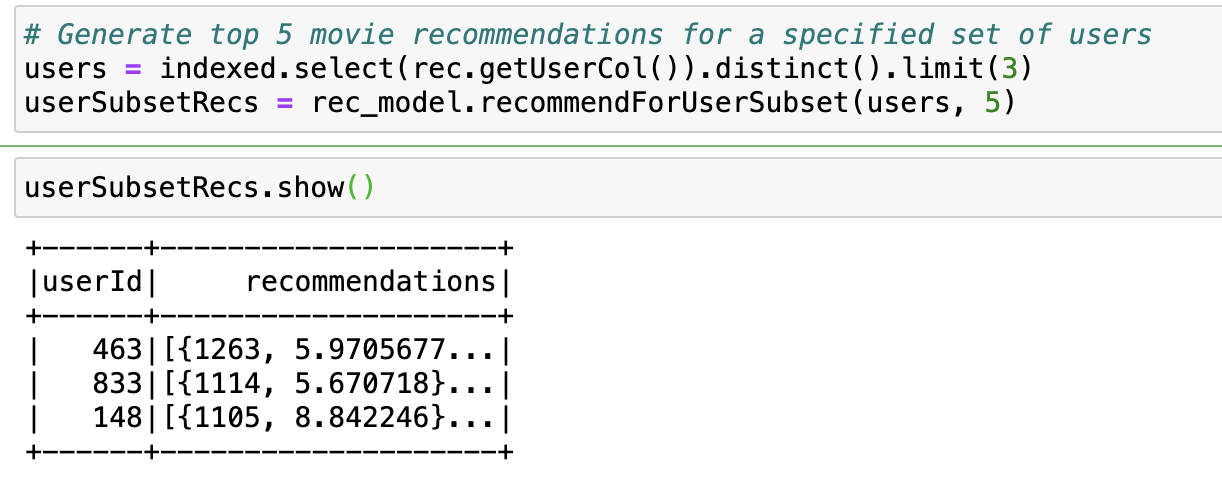 # Generate top 5 movie recommendations for a specified set of users
users = indexed.select(rec.getUserCol()).distinct().limit(3)
userSubsetRecs = rec_model.recommendForUserSubset(users, 5)
userSubsetRecs.show()
+------+--------------------+
|userId|     recommendations|
+------+--------------------+
|   463|[{1263, 5.9705677...|
|   833|[{1114, 5.670718}...|
|   148|[{1105, 8.842246}...|
+------+--------------------+